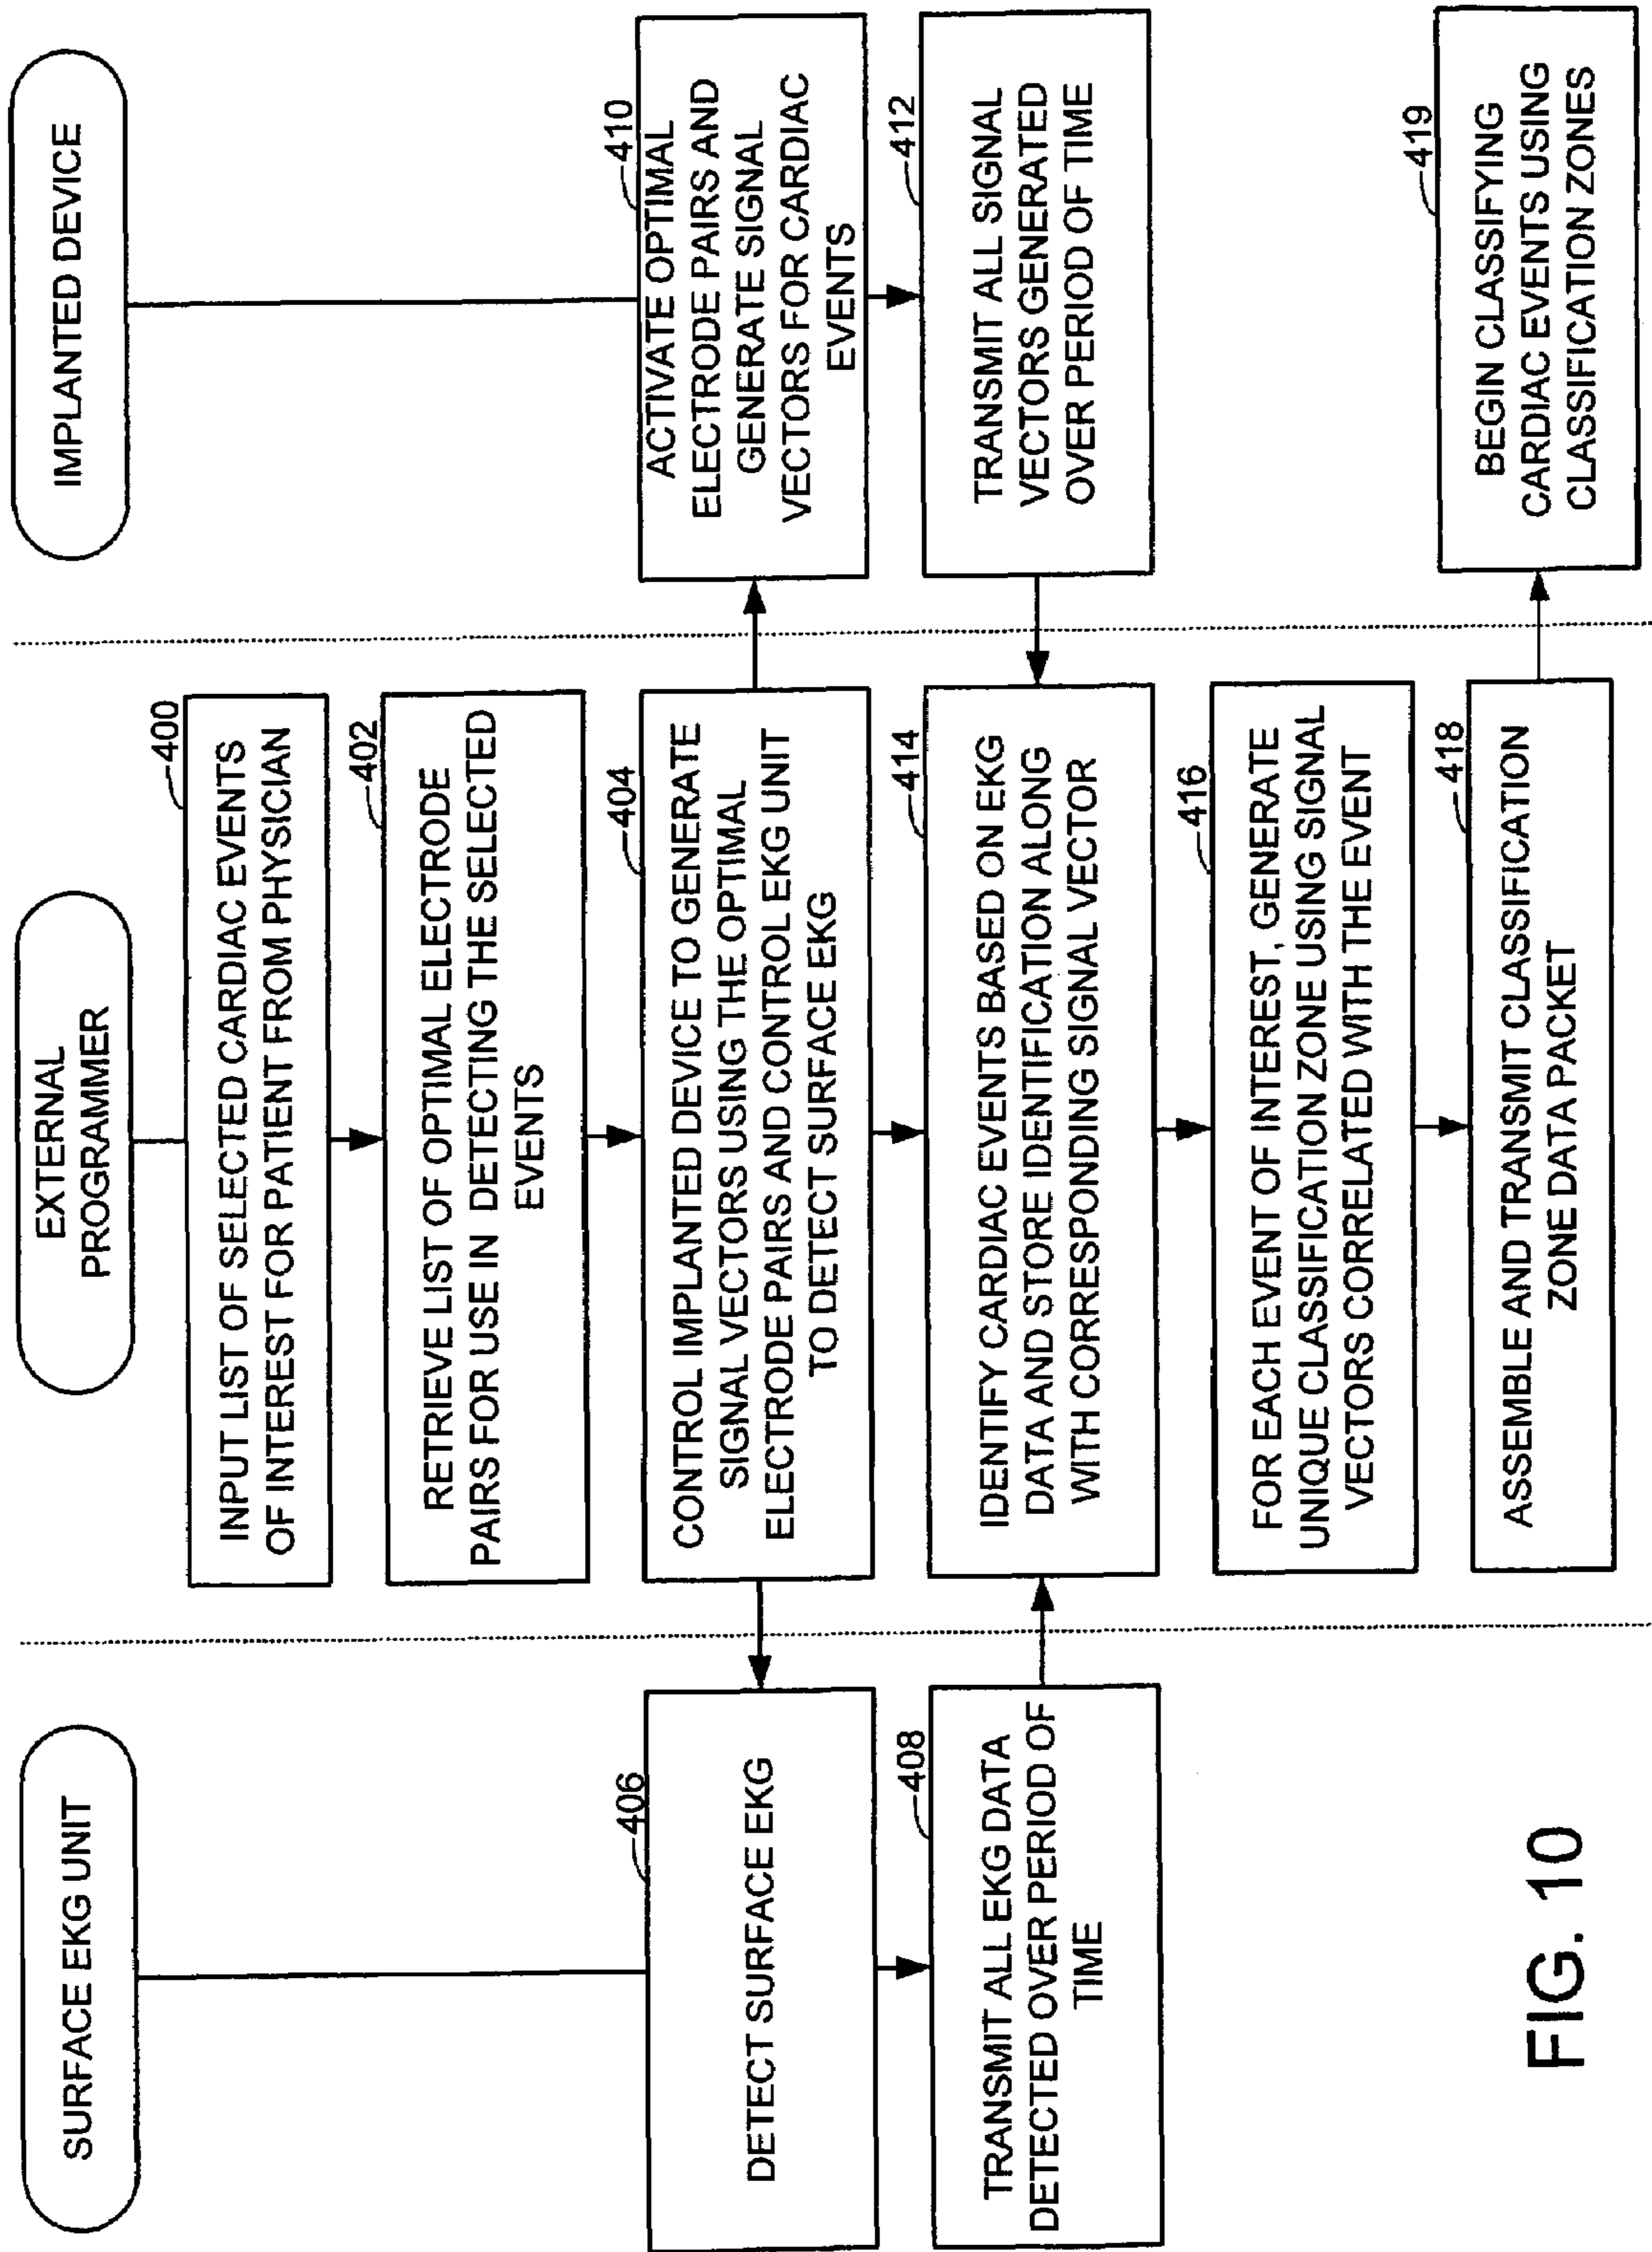 SURFACE EKG UNIT
EXTERNAL
PROGRAMMER
IMPLANTED DEVICE
400
INPUT LIST OF SELECTED CARDIAC EVENTS
OF INTEREST FOR PATIENT FROM PHYSICIAN
402
RETRIEVE LIST OF OPTIMAL ELECTRODE
PAIRS FOR USE IN DETECTING THE SELECTED
EVENTS
406
DETECT SURFACE EKG
404
CONTROL IMPLANTED DEVICE TO GENERATE
SIGNAL VECTORS USING THE OPTIMAL
ELECTRODE PAIRS AND CONTROL EKG UNIT
TO DETECT SURFACE EKG
410
ACTIVATE OPTIMAL
ELECTRODE PAIRS AND
GENERATE SIGNAL
VECTORS FOR CARDIAC
EVENTS
408
TRANSMIT ALL EKG DATA
DETECTED OVER PERIOD OF
TIME
414
IDENTIFY CARDIAC EVENTS BASED ON EKG
DATA AND STORE IDENTIFICATION ALONG
WITH CORRESPONDING SIGNAL VECTOR
412
TRANSMIT ALL SIGNAL
VECTORS GENERATED
OVER PERIOD OF TIME
416
FOR EACH EVENT OF INTEREST, GENERATE
UNIQUE CLASSIFICATION ZONE USING SIGNAL
VECTORS CORRELATED WITH THE EVENT
418
ASSEMBLE AND TRANSMIT CLASSIFICATION
ZONE DATA PACKET
419
BEGIN CLASSIFYING
CARDIAC EVENTS USING
CLASSIFICATION ZONES
FIG. 10